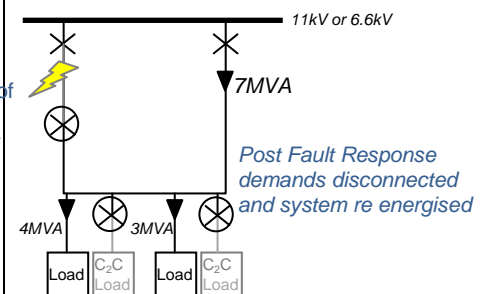 11kV or 6.6kV
of
7MVA
Post Fault Response
demands disconnected
and system re energised
4MVA
3MVA
Load
C₂C
Load
Load
C₂C
Load